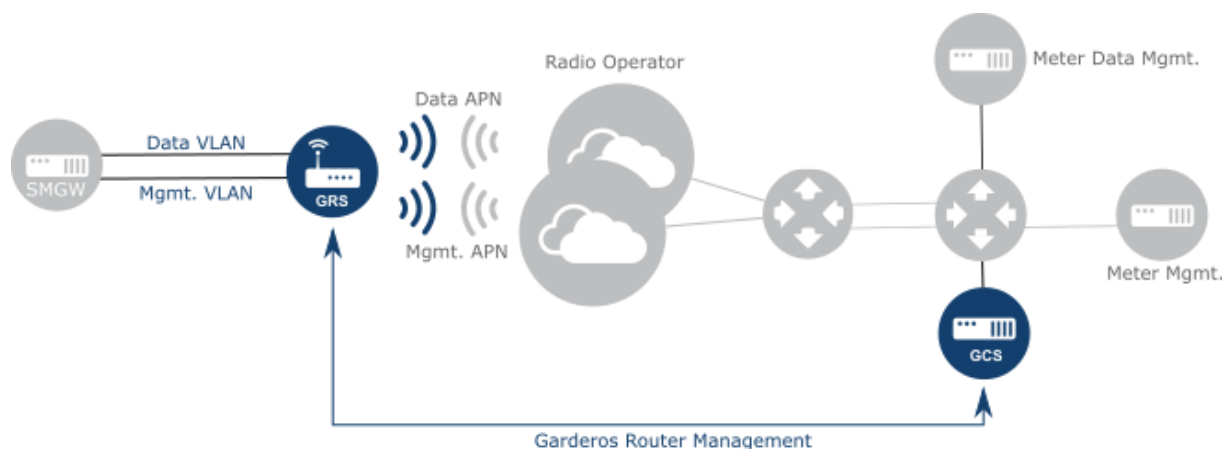 Radio Operator
Meter Data Mgmt.
Data APN
Data VLAN
SMGW
Mgmt. VLAN
GRS
Mgmt. APN
Meter Mgmt.
GCS
Garderos Router Management